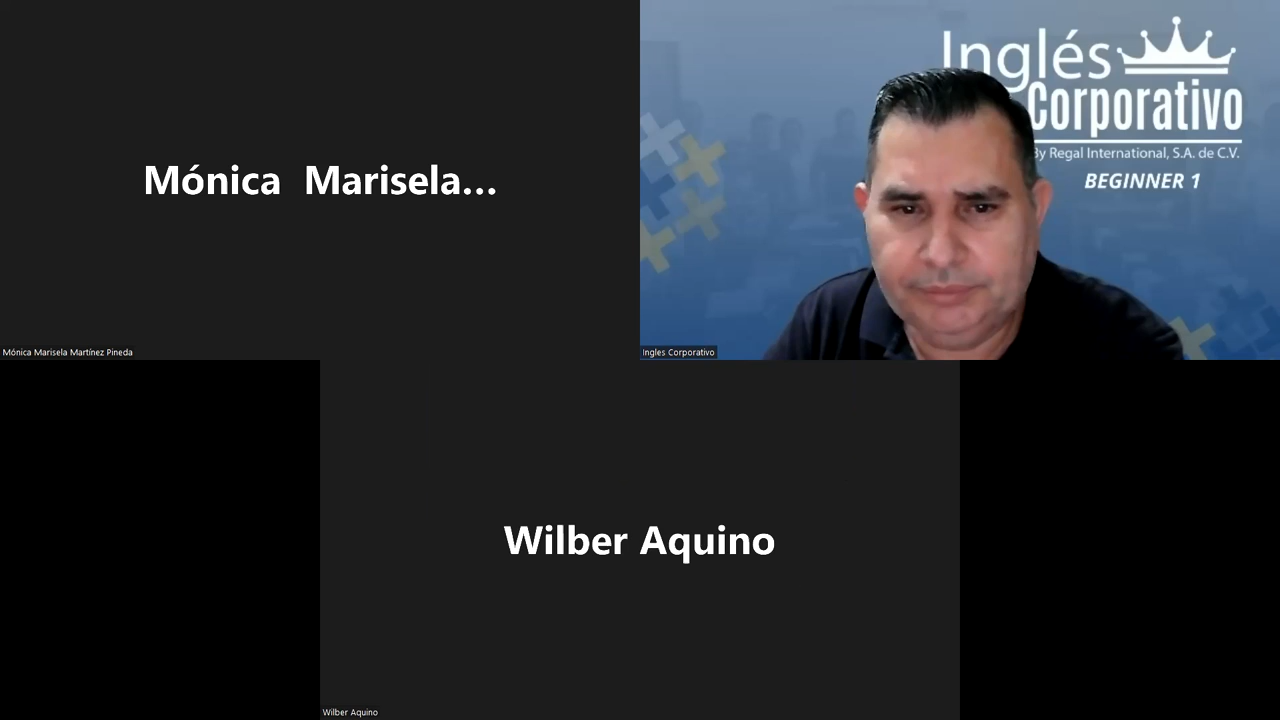 Mónica Marisela...
Mónica Marisela Martínez Pineda
Inglés
Corporativo
By Regal International, S.A. de C.V.
BEGINNER 1
Ingles Corporativo
Wilber Aquino
Wilber Aquino